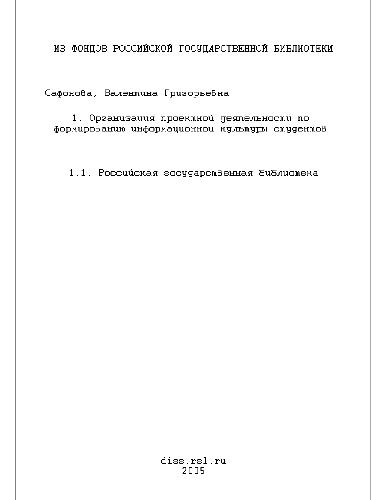 ИЗ ФОНДОВ РОССИЙСКОЙ ГОСУДАРСТВЕННОЙ БИБЛИОТЕКИ
Сафонова, Валентина Григорьевна
1. Организация проектной деятельности по
формированию информационной культуры студентов
1.1. Российская государственная библиотека
diss.rsl.ru
2005